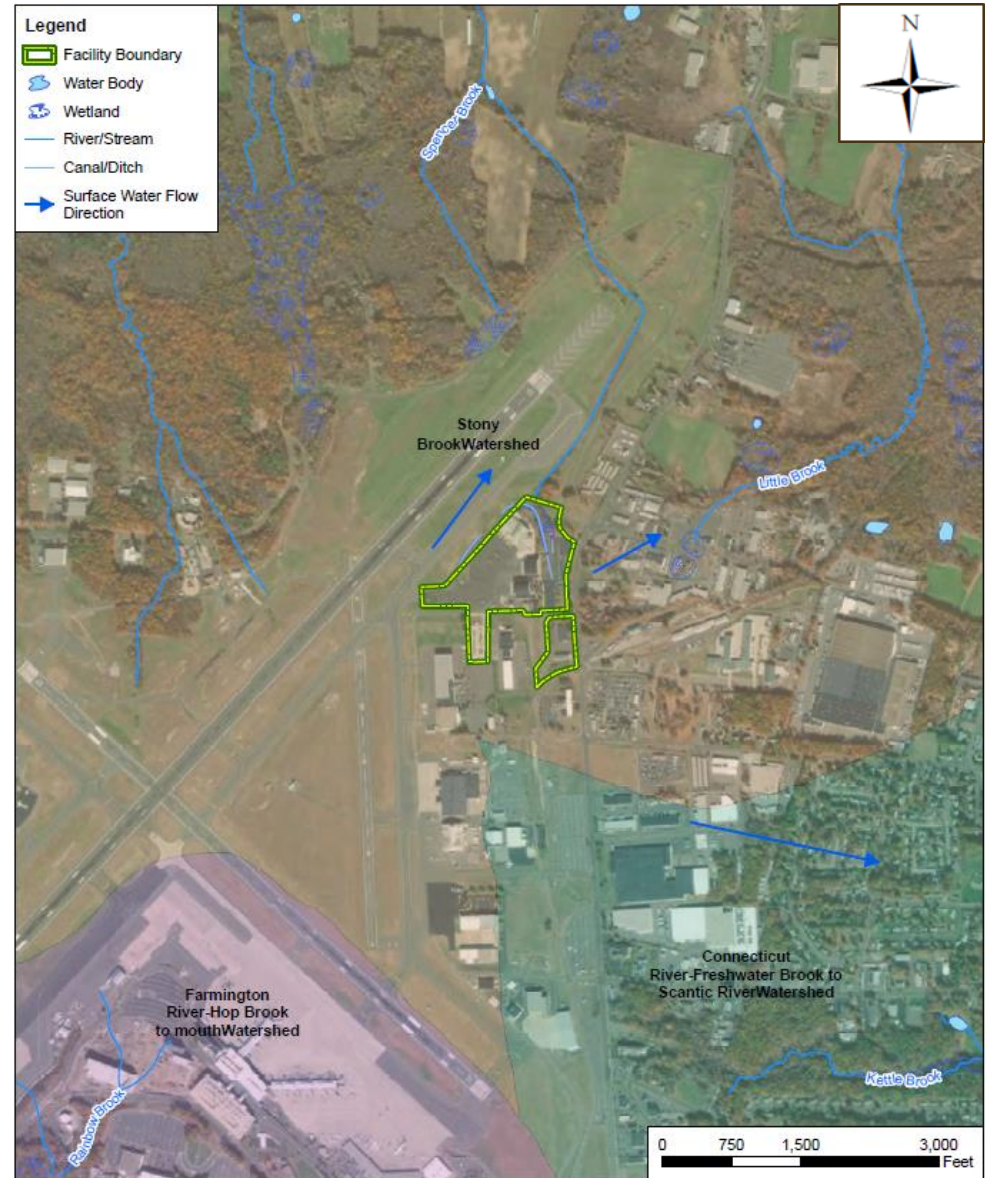 Legend
Facility Boundary
Water Body
Wetland
River/Stream
Canal/Ditch
Surface Water Flow
Direction
N
Spencer Brook
Stony
BrookWatershed
Little Brook
Connecticut
River-Freshwater Brook to
Scantic RiverWatershed
Farmington
River-Hop Brook
to mouthWatershed
Kettle Brook
Rainbow Brook
0 750 1,500 3,000
Feet